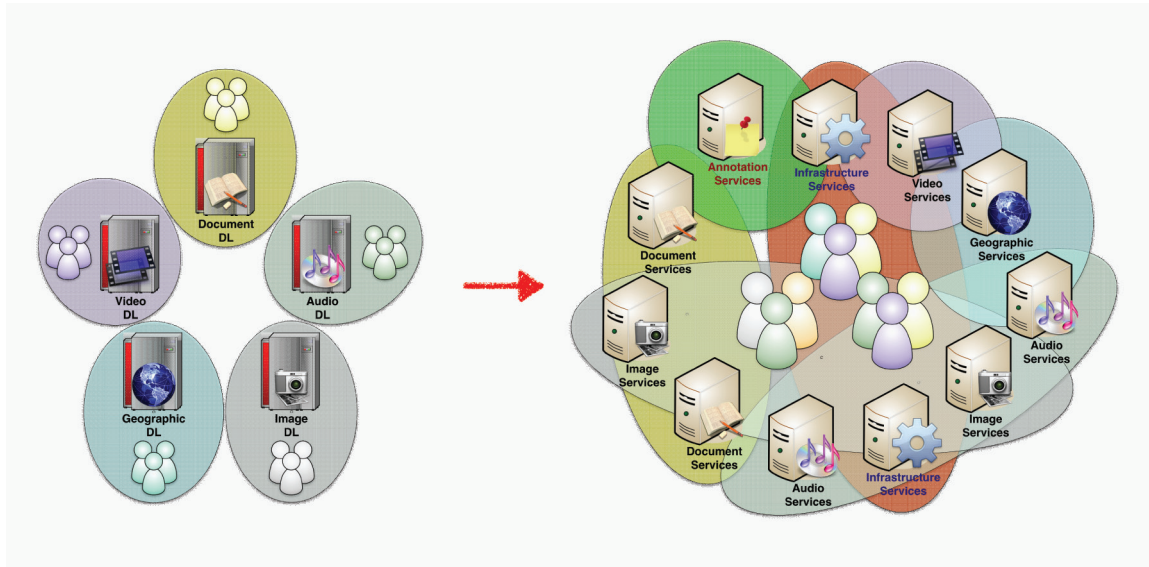 Document
DL
Video
DL
Audio
DL
Geographic
DL
Image
DL
Annotation
Services
Infrastructure
Services
Video
Services
Document
Services
Geographic
Services
Image
Services
Audio
Services
Document
Services
Image
Services
Audio
Services
Infrastructure
Services